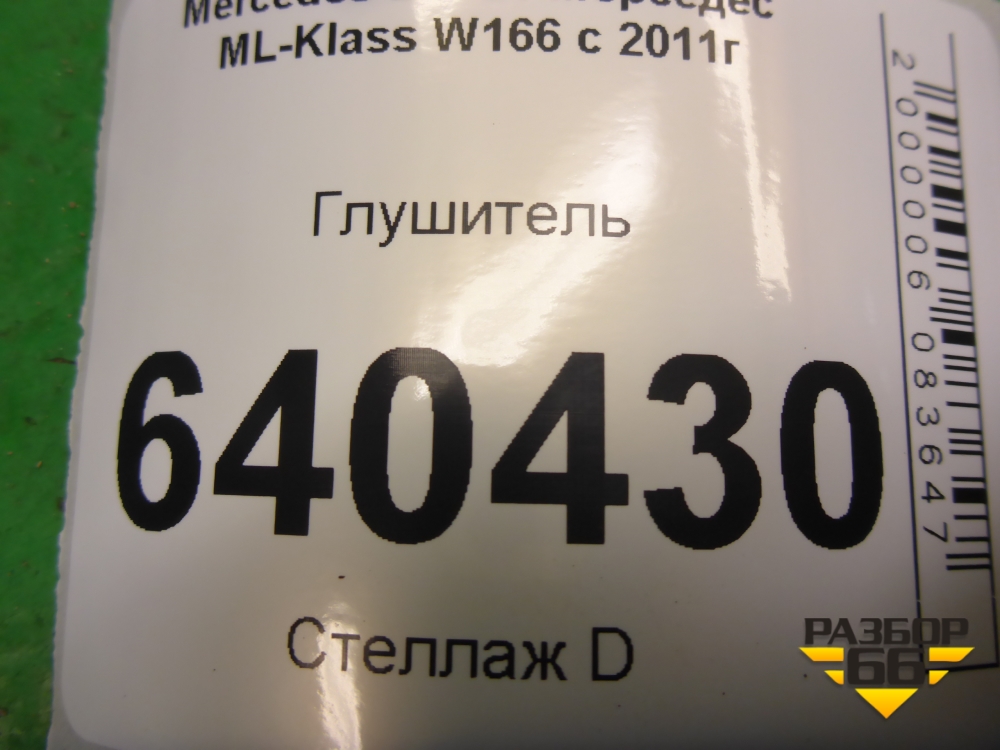 ML-Klass W166 с 2011г
Глушитель
640430
Стеллаж D
2000006083647
РАЗБОР
66